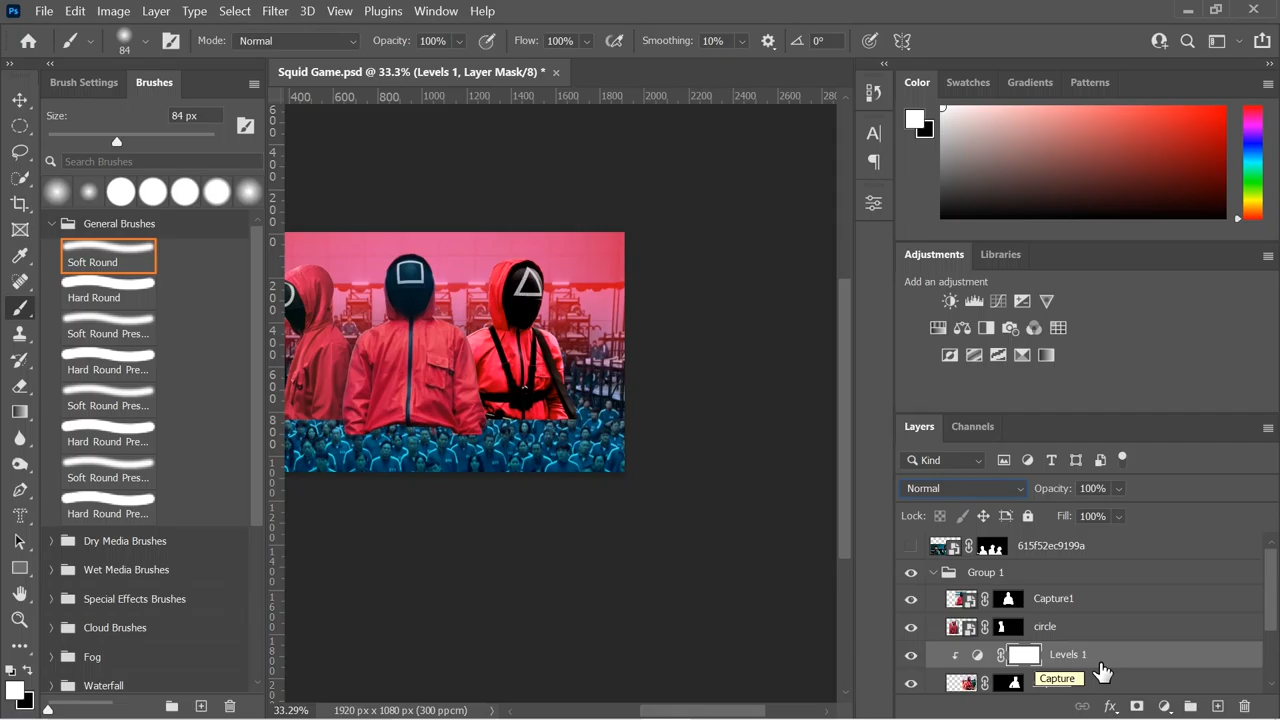 Ps File Edit Image Layer Type Select Filter 3D View Plugins Window Help
84 Mode: Normal Opacity: 100% Flow: 100% Smoothing: 10% 0°
Brush Settings Brushes
Squid Game.psd @ 33.3% (Levels 1, Layer Mask/8) *
Color Swatches Gradients Patterns
400 600 800 1000 1200 1400 1600 1800 2000 2200 2400 2600
Size: 84 px
Search Brushes
General Brushes
Soft Round
Hard Round
Soft Round Pres...
Hard Round Pre...
Soft Round Pres...
Hard Round Pre...
Soft Round Pres...
Hard Round Pre...
Dry Media Brushes
Wet Media Brushes
Special Effects Brushes
Cloud Brushes
Fog
Waterfall
Adjustments Libraries
Add an adjustment
Layers Channels
Kind
Normal Opacity: 100%
Lock: Fill: 100%
615f52ec9199a
Group 1
Capture1
circle
Levels 1
Capture
33.29% 1920 px x 1080 px (96 ppi)